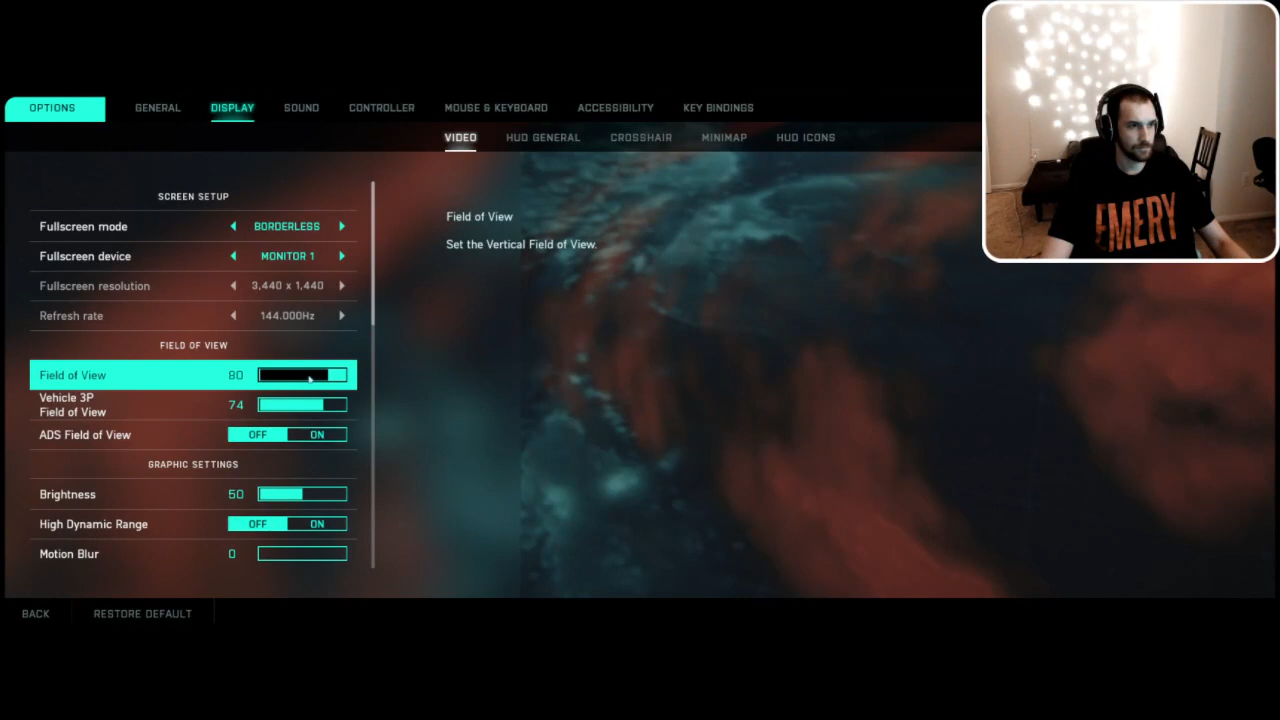 OPTIONS GENERAL DISPLAY SOUND CONTROLLER MOUSE & KEYBOARD ACCESSIBILITY KEY BINDINGS
VIDEO HUD GENERAL CROSSHAIR MINIMAP HUD ICONS
SCREEN SETUP
Fullscreen mode BORDERLESS
Fullscreen device MONITOR 1
Fullscreen resolution 3,440 x 1,440
Refresh rate 144.000Hz
FIELD OF VIEW
Field of View 80
Vehicle 3P
Field of View 74
ADS Field of View OFF ON
GRAPHIC SETTINGS
Brightness 50
High Dynamic Range OFF ON
Motion Blur 0
Field of View
Set the Vertical Field of View.
EMERY
BACK RESTORE DEFAULT